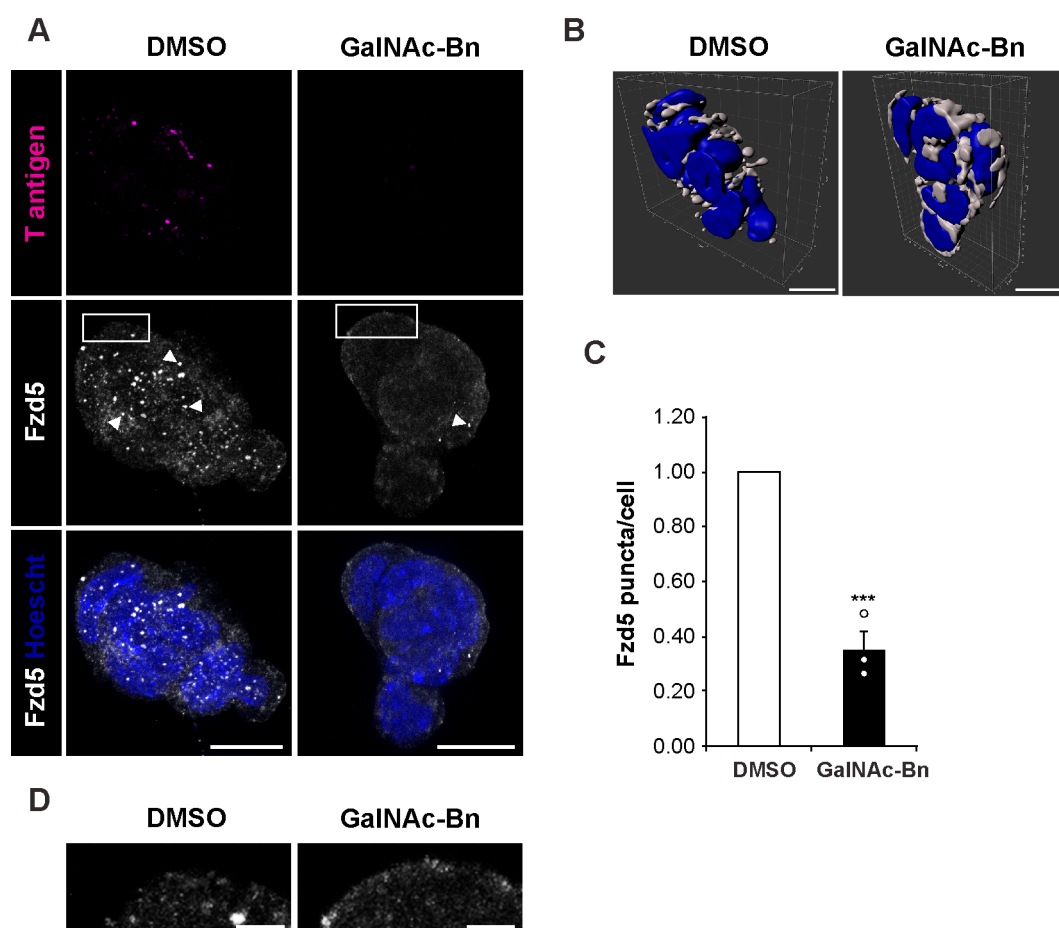 A
DMSO
GalNAc-Bn
T antigen
Fzd5
Fzd5 Hoescht
B
DMSO
GalNAc-Bn
C
Fzd5 puncta/cell
1.20
1.00
0.80
0.60
0.40
0.20
0.00
***
DMSO
GalNAc-Bn
D
DMSO
GalNAc-Bn